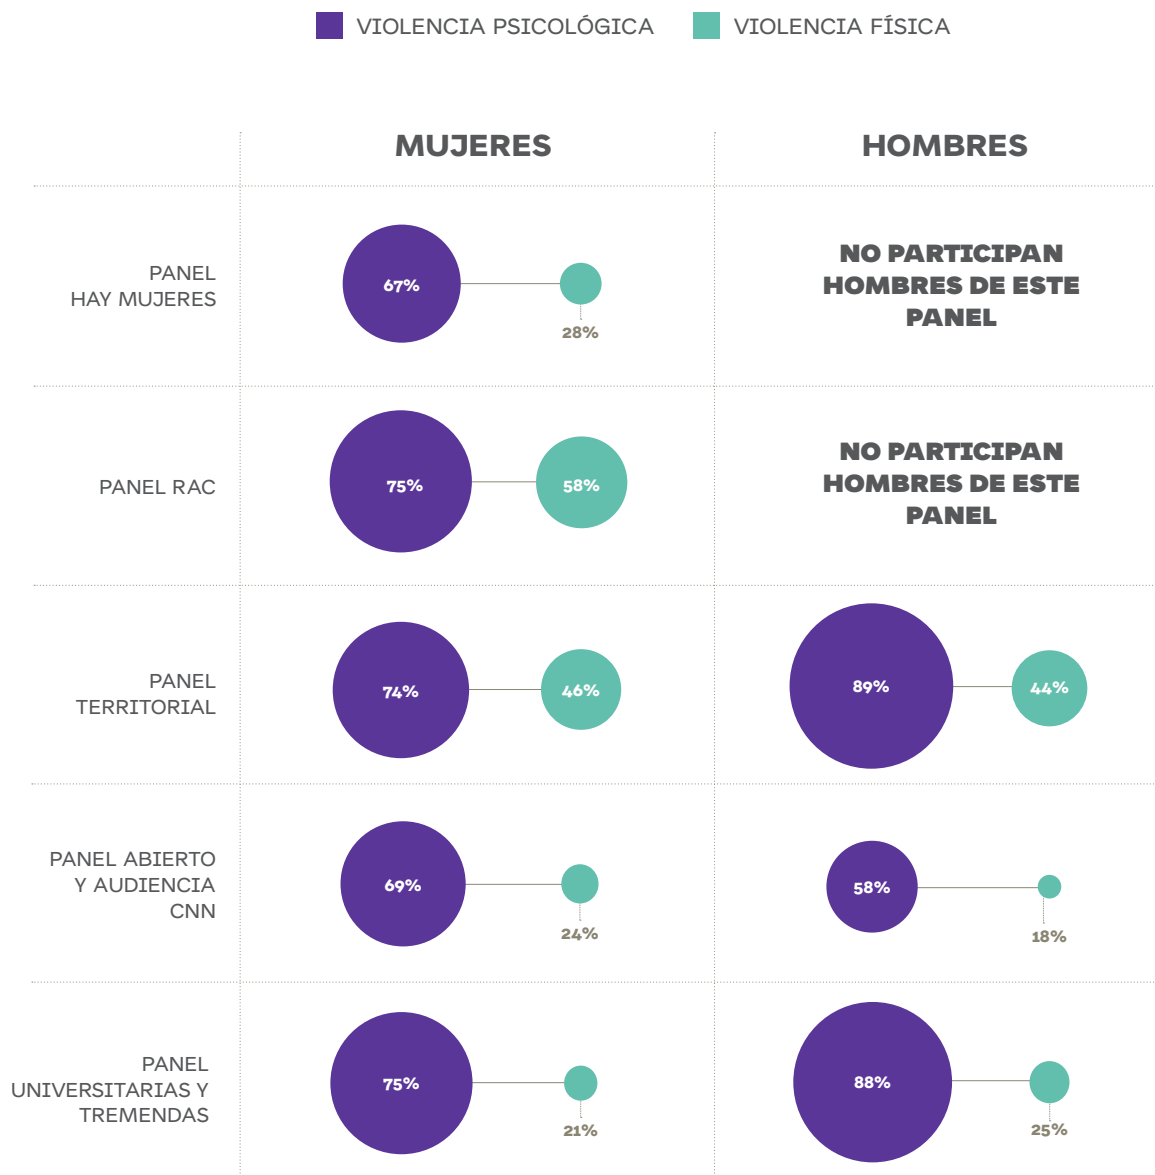 VIOLENCIA PSICOLÓGICA
VIOLENCIA FÍSICA
MUJERES
HOMBRES
PANEL
HAY MUJERES
67%
28%
NO PARTICIPAN
HOMBRES DE ESTE
PANEL
PANEL RAC
75%
58%
NO PARTICIPAN
HOMBRES DE ESTE
PANEL
PANEL
TERRITORIAL
74%
46%
89%
44%
PANEL ABIERTO
Y AUDIENCIA
CNN
69%
24%
58%
18%
PANEL
UNIVERSITARIAS Y
TREMENDAS
75%
21%
88%
25%